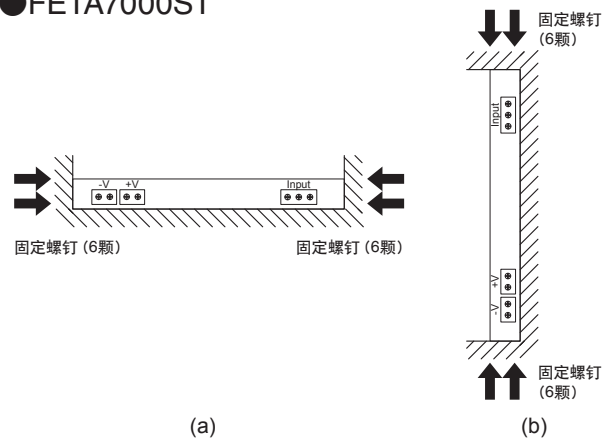 ●FETA7000ST
固定螺钉
(6颗)
Input
+V
-V
固定螺钉
(6颗)
(b)
-V +V Input
固定螺钉 (6颗) 固定螺钉 (6颗)
(a)